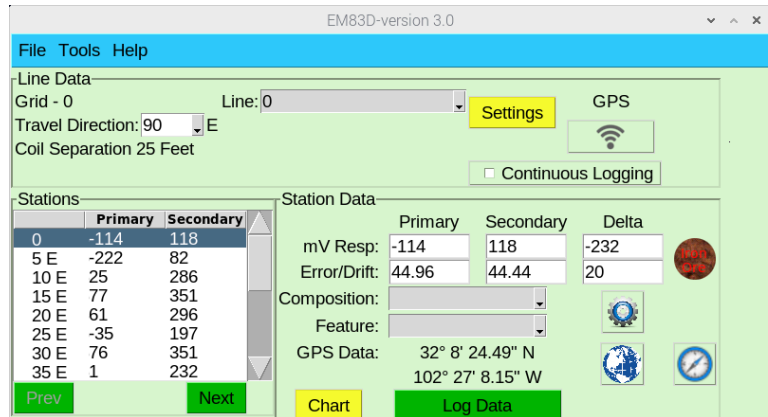 EM83D-version 3.0
File Tools Help
Line Data
Grid - 0 Line: 0 Settings GPS
Travel Direction: 90 E
Coil Separation 25 Feet
Continuous Logging
Stations Station Data
Primary Secondary
0 -114 118
5 E -222 82
10 E 25 286
15 E 77 351
20 E 61 296
25 E -35 197
30 E 76 351
35 E 1 232
Prev Next
Primary Secondary Delta
mV Resp: -114 118 -232
Error/Drift: 44.96 44.44 20
Composition:
Feature:
GPS Data: 32° 8' 24.49" N
102° 27' 8.15" W
Chart Log Data